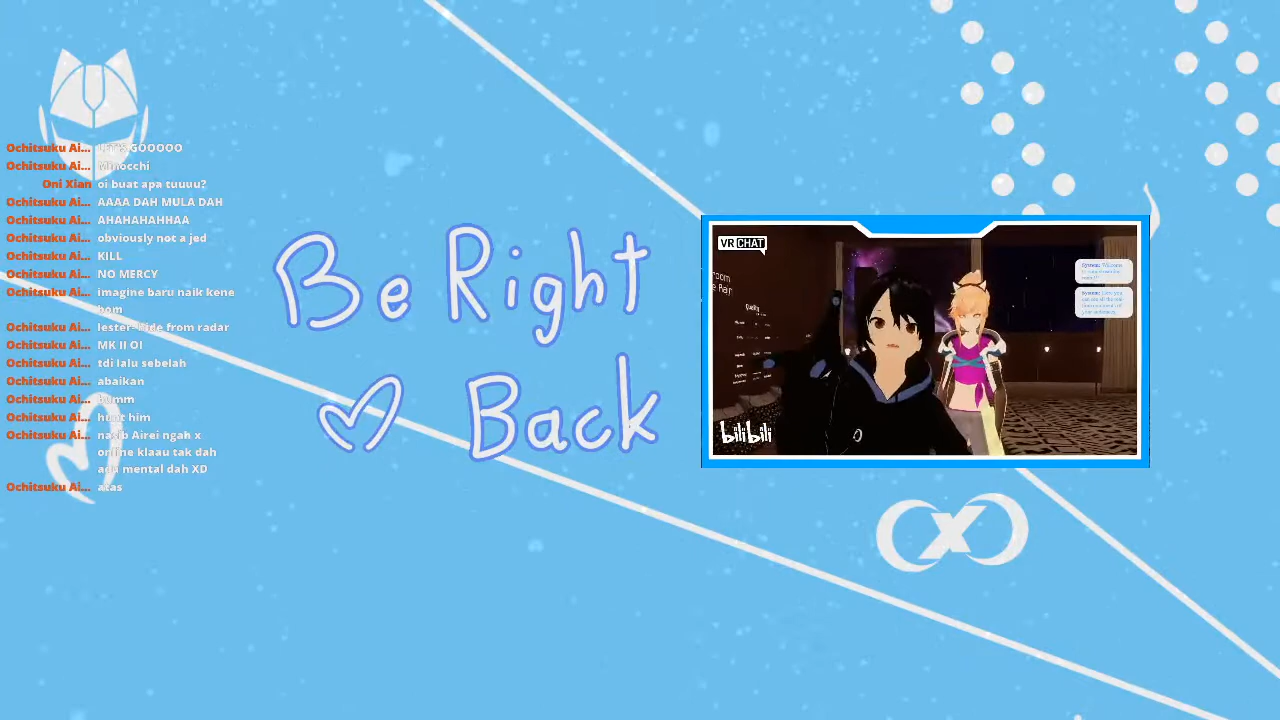 Ochitsuku Ai... LET'S GOOOOO
Ochitsuku Ai... Minocchi
Oni Xian oi buat apa tuuuu?
Ochitsuku Ai... AAAA DAH MULA DAH
Ochitsuku Ai... AHAHAHAHHAA
Ochitsuku Ai... obviously not a jed
Ochitsuku Ai... KILL
Ochitsuku Ai... NO MERCY
Ochitsuku Ai... imagine baru naik kene
bom
Ochitsuku Ai... lester- hide from radar
Ochitsuku Ai... MK II OI
Ochitsuku Ai... tdi lalu sebelah
Ochitsuku Ai... abaikan
Ochitsuku Ai... bumm
Ochitsuku Ai... hunt him
Ochitsuku Ai... nasib Airei ngah x
online klaau tak dah
adu mental dah XD
Ochitsuku Ai... atas
Be Right
Back
VRCHAT
bilibili